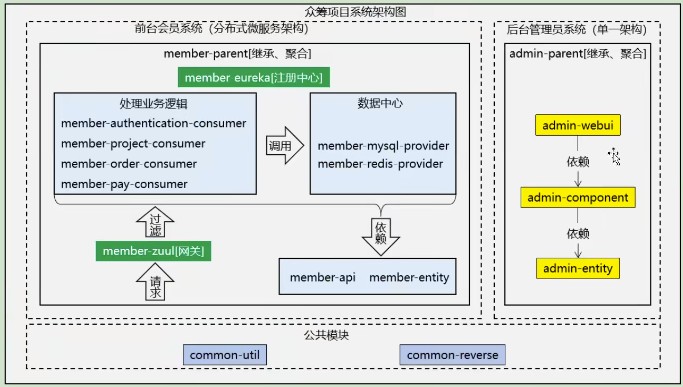 众筹项目系统架构图
前台会员系统（分布式微服务架构）
member-parent[继承、聚合]
member eureka[注册中心]
处理业务逻辑
member-authentication-consumer
member-project-consumer
member-order-consumer
member-pay-consumer
调用
数据中心
member-mysql-provider
member-redis-provider
过滤
依赖
member-zuul[网关]
请求
member-api member-entity
后台管理员系统（单一架构）
admin-parent[继承、聚合]
admin-webui
依赖
admin-component
依赖
admin-entity
公共模块
common-util
common-reverse